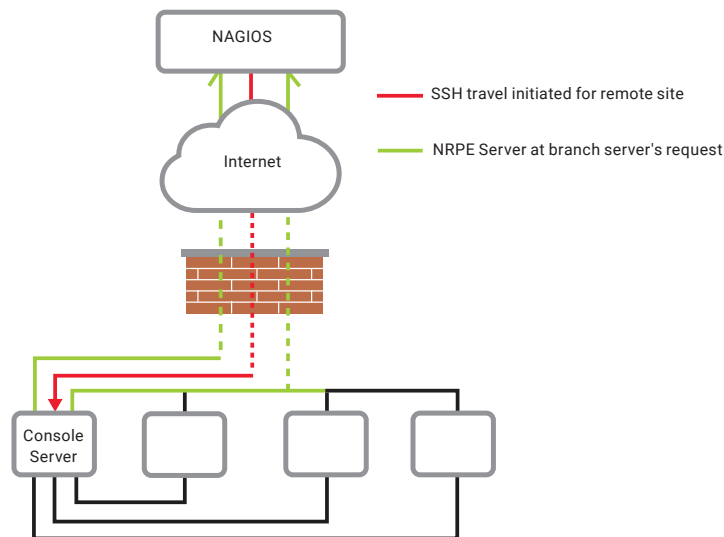 NAGIOS
SSH travel initiated for remote site
NRPE Server at branch server's request
Internet
Console
Server